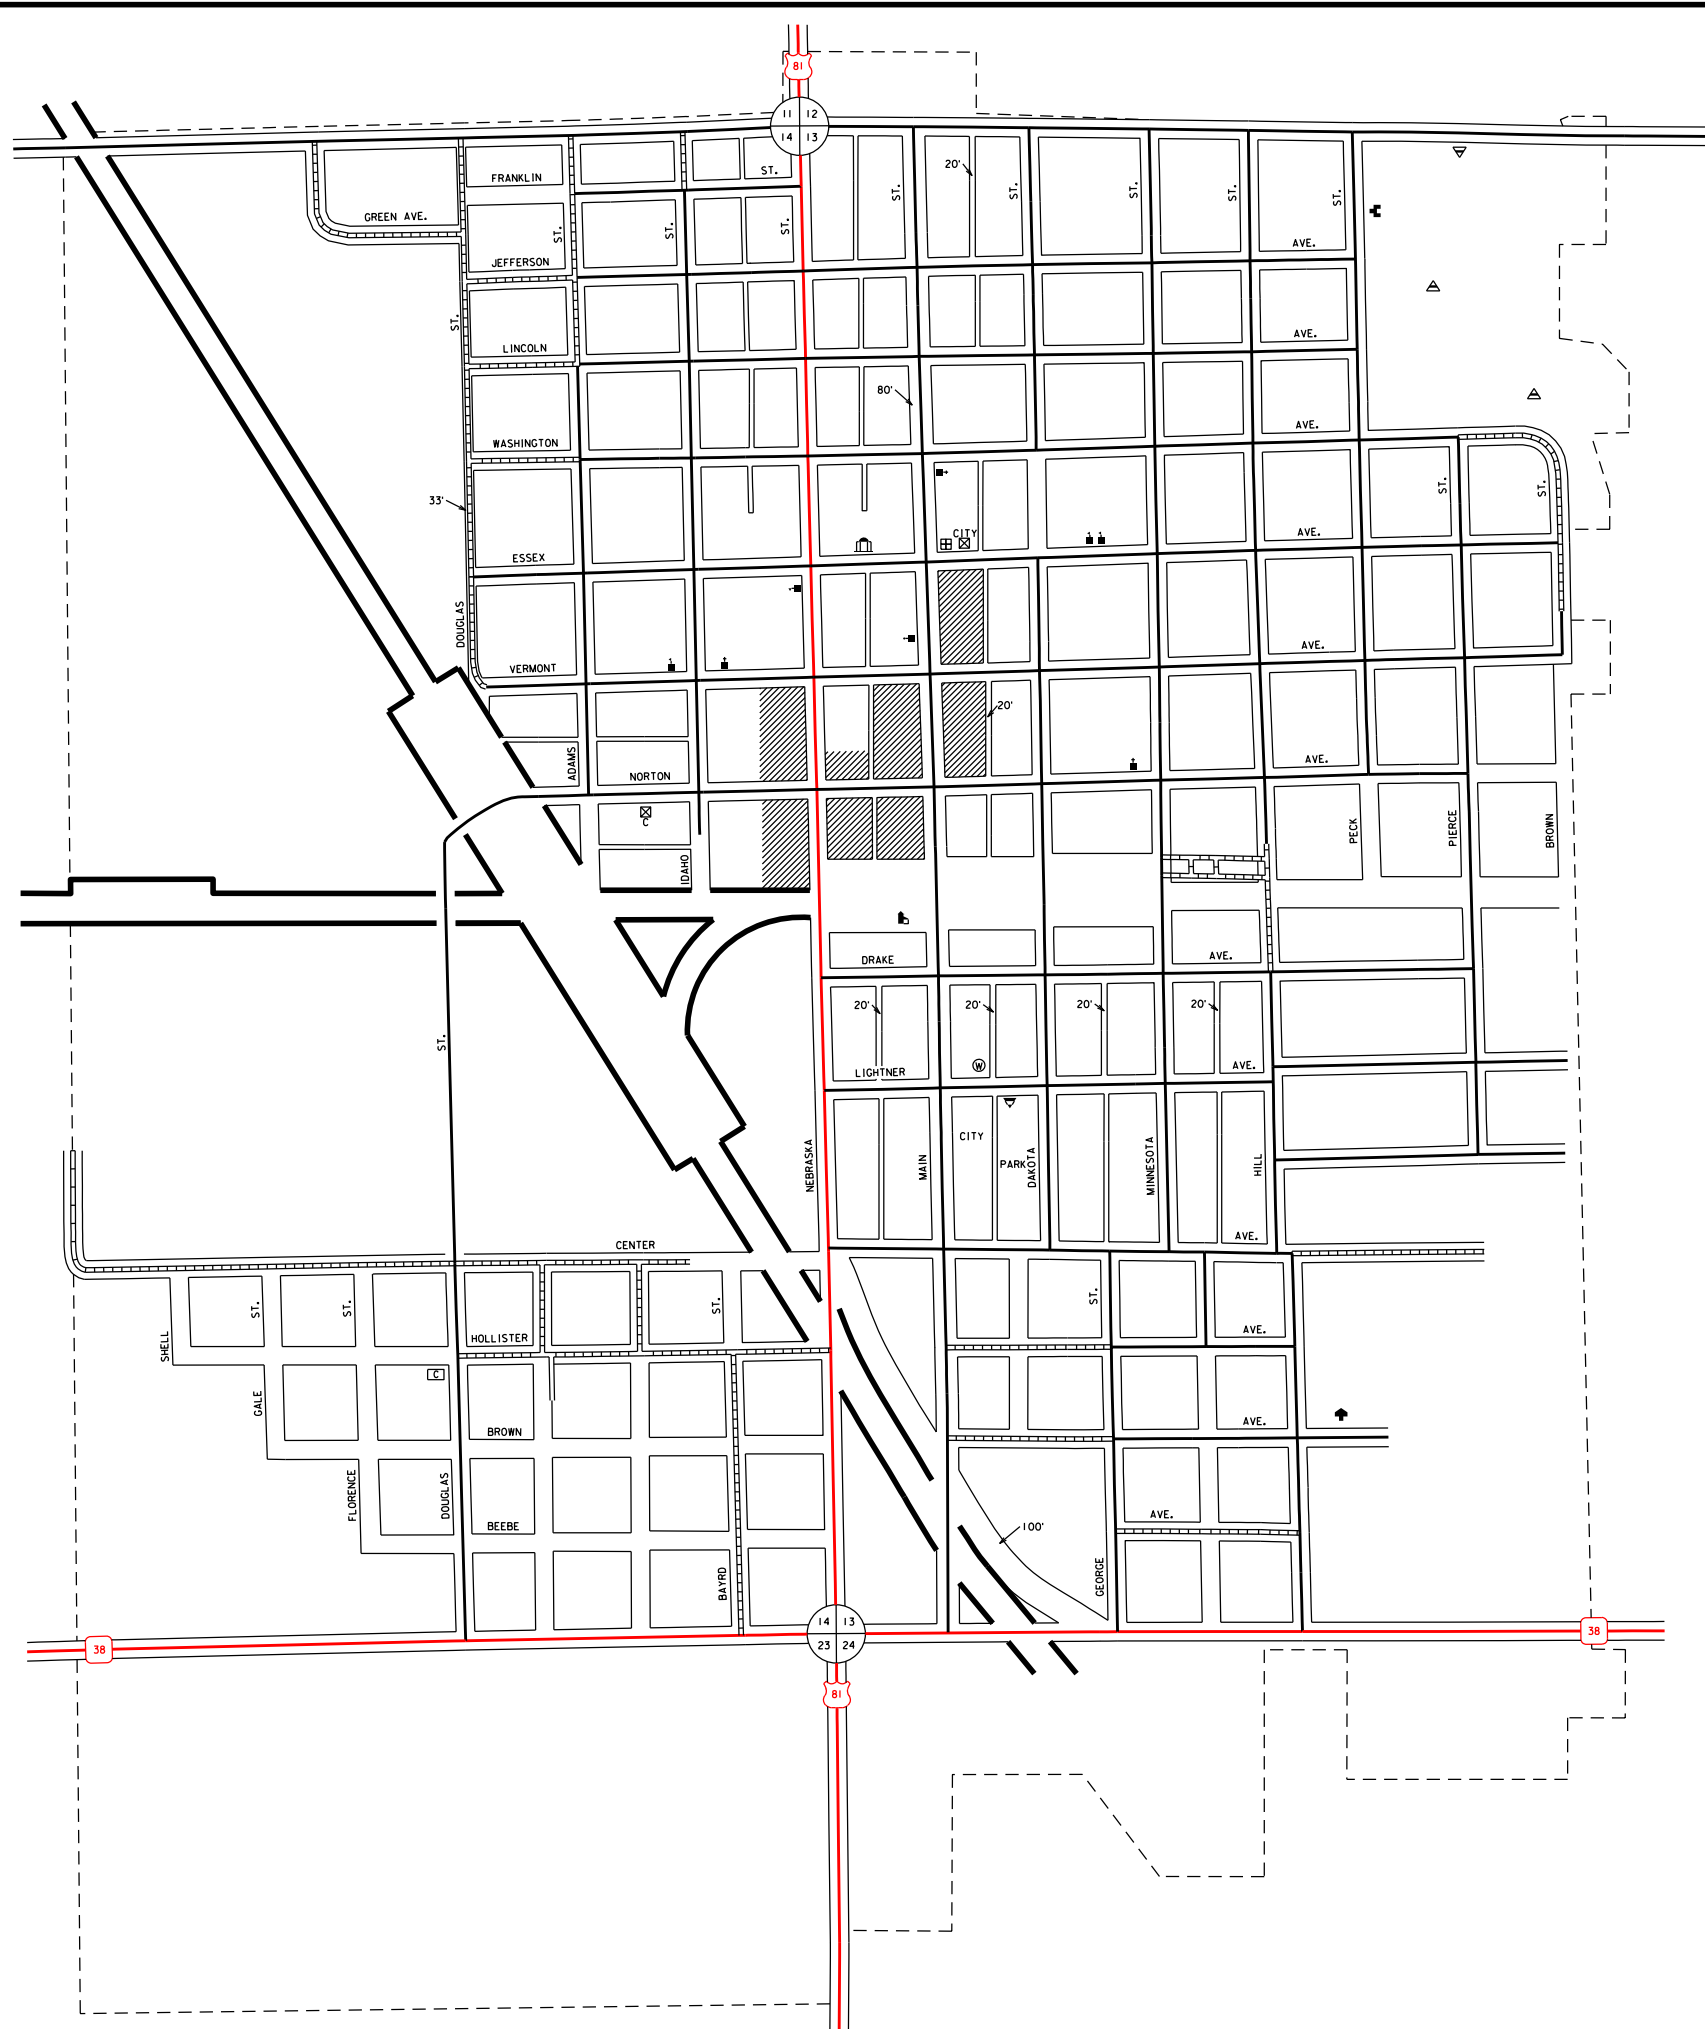 81
11 12
14 13
FRANKLIN
ST.
20'
ST.
ST.
ST.
ST.
ST.
GREEN AVE.
ST.
ST.
ST.
AVE.
JEFFERSON
ST.
AVE.
LINCOLN
80'
WASHINGTON
AVE.
33'
ST.
ST.
CITY
AVE.
ESSEX
DOUGLAS
VERMONT
AVE.
20'
ADAMS
NORTON
AVE.
C
PECK
PIERCE
BROWN
IDAHO
DRAKE
AVE.
20'
20'
20'
20'
ST.
LIGHTNER
W
AVE.
CITY
PARK
NEBRASKA
MAIN
DAKOTA
MINNESOTA
HILL
CENTER
AVE.
ST.
ST.
ST.
ST.
SHELL
HOLLISTER
AVE.
C
GALE
BROWN
AVE.
FLORENCE
DOUGLAS
BEEBE
AVE.
100'
BAYRD
GEORGE
14 13
23 24
38
38
81